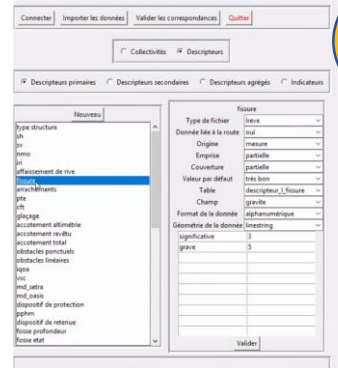 Connecter Importer les données Valider les correspondances Quitter
Collectivités Descripteurs
Descripteurs primaires Descripteurs secondaires Descripteurs agrégés Indicateurs
Nouveau
type structure
sh
sv
nmo
iri
affaissement de rive
fissure
arrachements
pte
cft
glaçage
accotement altimétrie
accotement revêtu
accotement total
obstacles ponctuels
obstacles linéaires
iqoa
vsc
md_setra
md_oasis
dispositif de protection
pphm
dispositif de retenue
fosse profondeur
fosse etat
fissure
Type de fichier lreve
Donnée liée à la route oui
Origine mesure
Emprise partielle
Couverture partielle
Valeur par défaut très bon
Table descripteur_l_fissure
Champ gravite
Format de la donnée alphanumérique
Géométrie de la donnée linestring
significative 3
grave 5
Valider